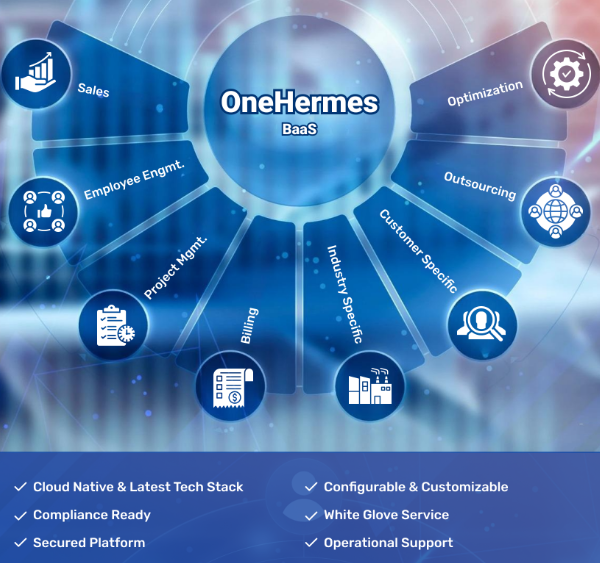 OneHermes
BaaS
Sales
Employee Engmt.
Project Mgmt.
Billing
Industry Specific
Customer Specific
Outsourcing
Optimization
Cloud Native & Latest Tech Stack
Compliance Ready
Secured Platform
Configurable & Customizable
White Glove Service
Operational Support